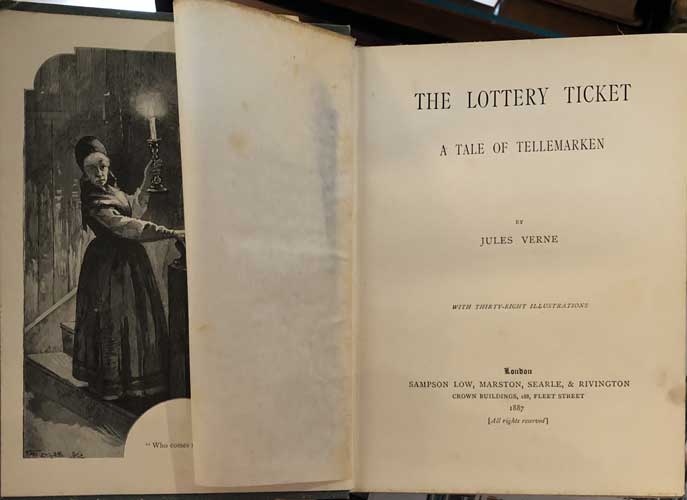 "Who comes
THE LOTTERY TICKET
A TALE OF TELLEMARKEN
BY
JULES VERNE
WITH THIRTY-EIGHT ILLUSTRATIONS
London
SAMPSON LOW, MARSTON, SEARLE, & RIVINGTON
CROWN BUILDINGS, 188, FLEET STREET
1887
[All rights reserved]